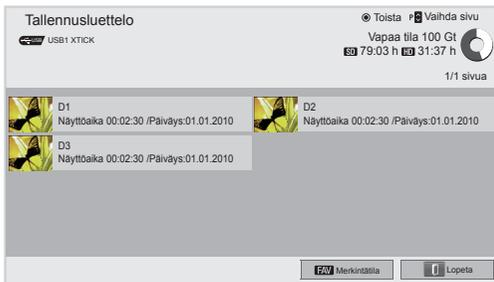 Tallennusluettelo
Toista P Vaihda sivu
USB1 XTICK
Vapaa tila 100 Gt
SD 79:03 h HD 31:37 h
1/1 sivua
D1
Näyttöaika 00:02:30 /Päiväys:01.01.2010
D2
Näyttöaika 00:02:30 /Päiväys:01.01.2010
D3
Näyttöaika 00:02:30 /Päiväys:01.01.2010
FAV Merkintätila
Lopeta